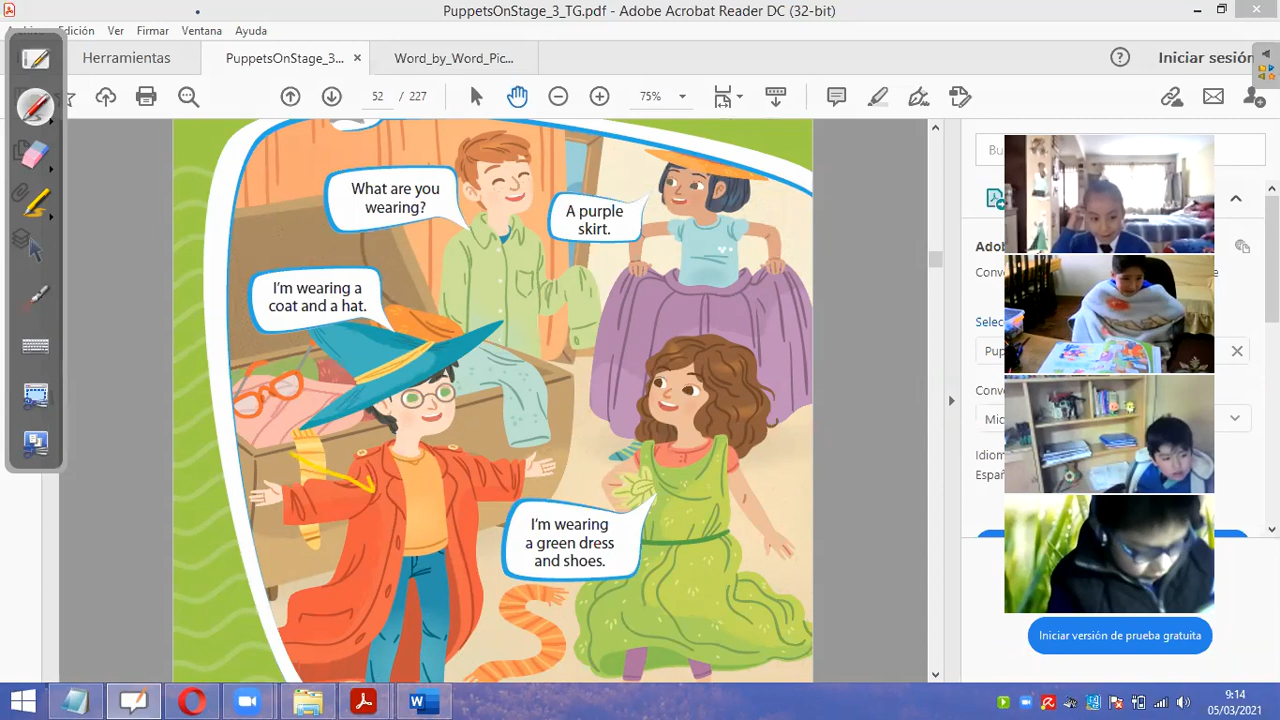 PuppetsOnStage_3_TG.pdf - Adobe Acrobat Reader DC (32-bit)
Edición Ver Firmar Ventana Ayuda
Herramientas
PuppetsOnStage_3...
Word_by_Word_Pic...
Iniciar sesión
52 / 227
75%
What are you
wearing?
A purple
skirt.
I'm wearing a
coat and a hat.
I'm wearing
a green dress
and shoes.
Bu
Adob
Conv
Selec
Pup
Conv
Mic
Idiom
Españ
Iniciar versión de prueba gratuita
9:14
05/03/2021